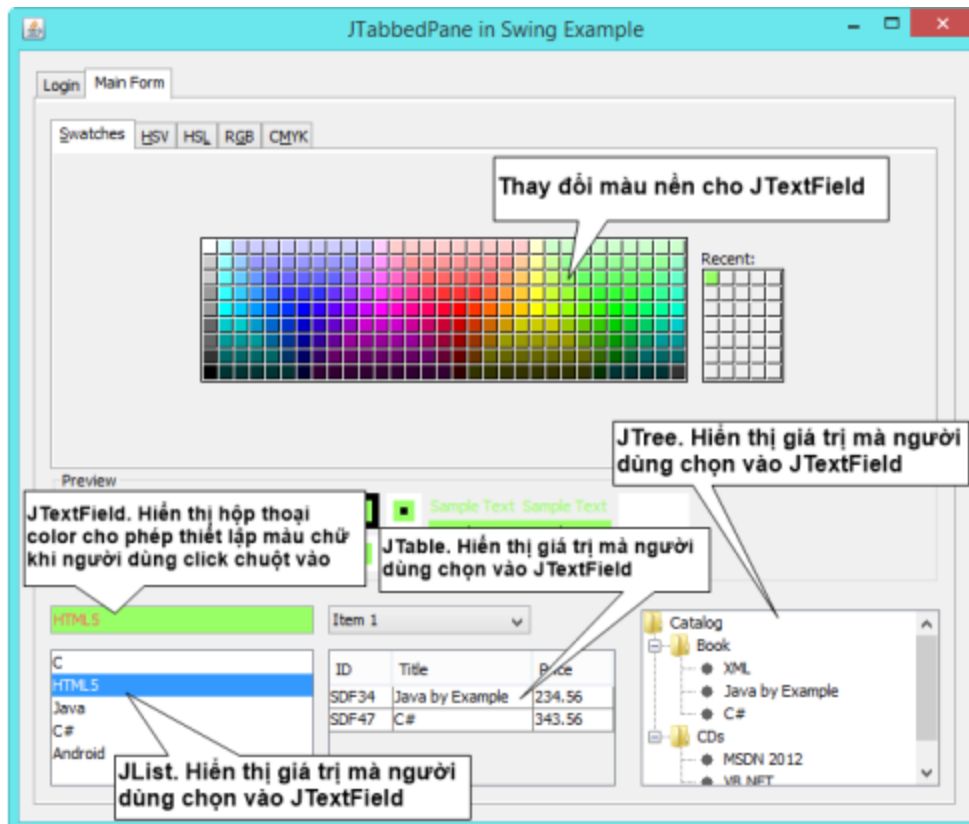 JTabbedPane in Swing Example
Login Main Form
Swatches HSV HSL RGB CMYK
Thay đổi màu nền cho JTextField
Recent:
JTree. Hiển thị giá trị mà người
dùng chọn vào JTextField
Preview
Sample Text Sample Text
JTextField. Hiển thị hộp thoại
color cho phép thiết lập màu chữ
khi người dùng click chuột vào
JTable. Hiển thị giá trị mà người
dùng chọn vào JTextField
HTML5
Item 1
C
HTML5
Java
C#
Android
ID Title
SDF34 Java by Example 234.56
SDF47 C# 343.56
Catalog
Book
XML
Java by Example
C#
CDs
MSDN 2012
VB.NET
JList. Hiển thị giá trị mà người
dùng chọn vào JTextField